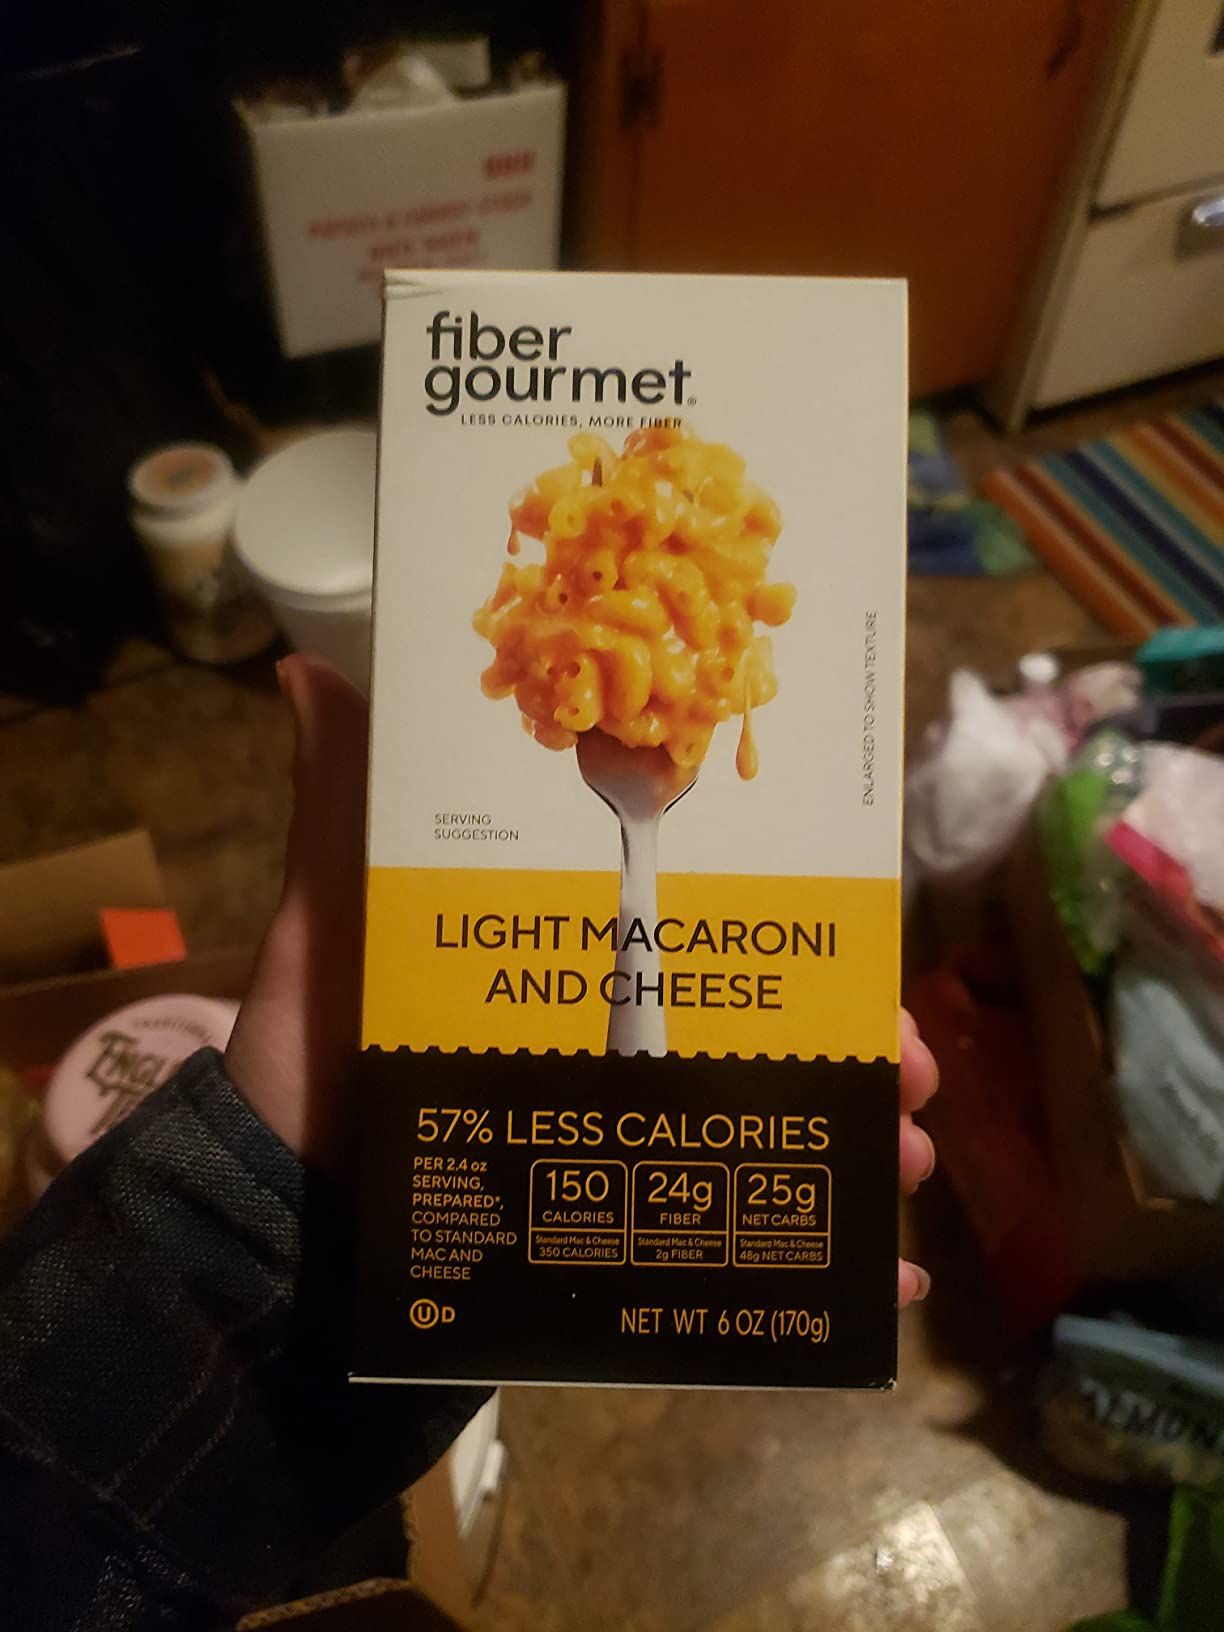 fiber
gourmet®
LESS CALORIES, MORE FIBER
ENLARGED TO SHOW TEXTURE
SERVING
SUGGESTION
LIGHT MACARONI
AND CHEESE
57% LESS CALORIES
PER 2.4 oz
SERVING,
PREPARED*,
COMPARED
TO STANDARD
MAC AND
CHEESE
150
CALORIES
Standard Mac & Cheese
350 CALORIES
24g
FIBER
Standard Mac & Cheese
2g FIBER
25g
NET CARBS
Standard Mac & Cheese
48g NET CARBS
U D
NET WT 6 OZ (170g)